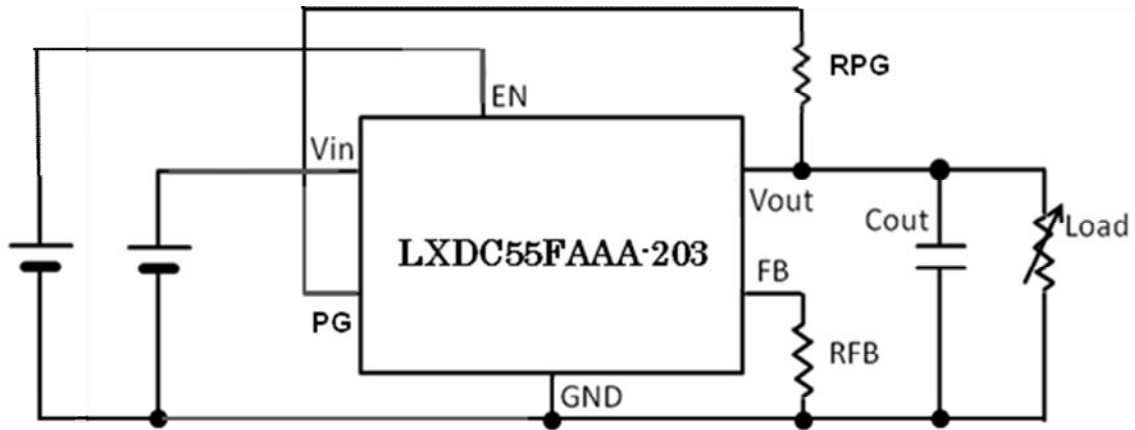 RPG
EN
Vin
Vout
Cout
Load
LXDC55FAAA-203
FB
PG
RFB
GND